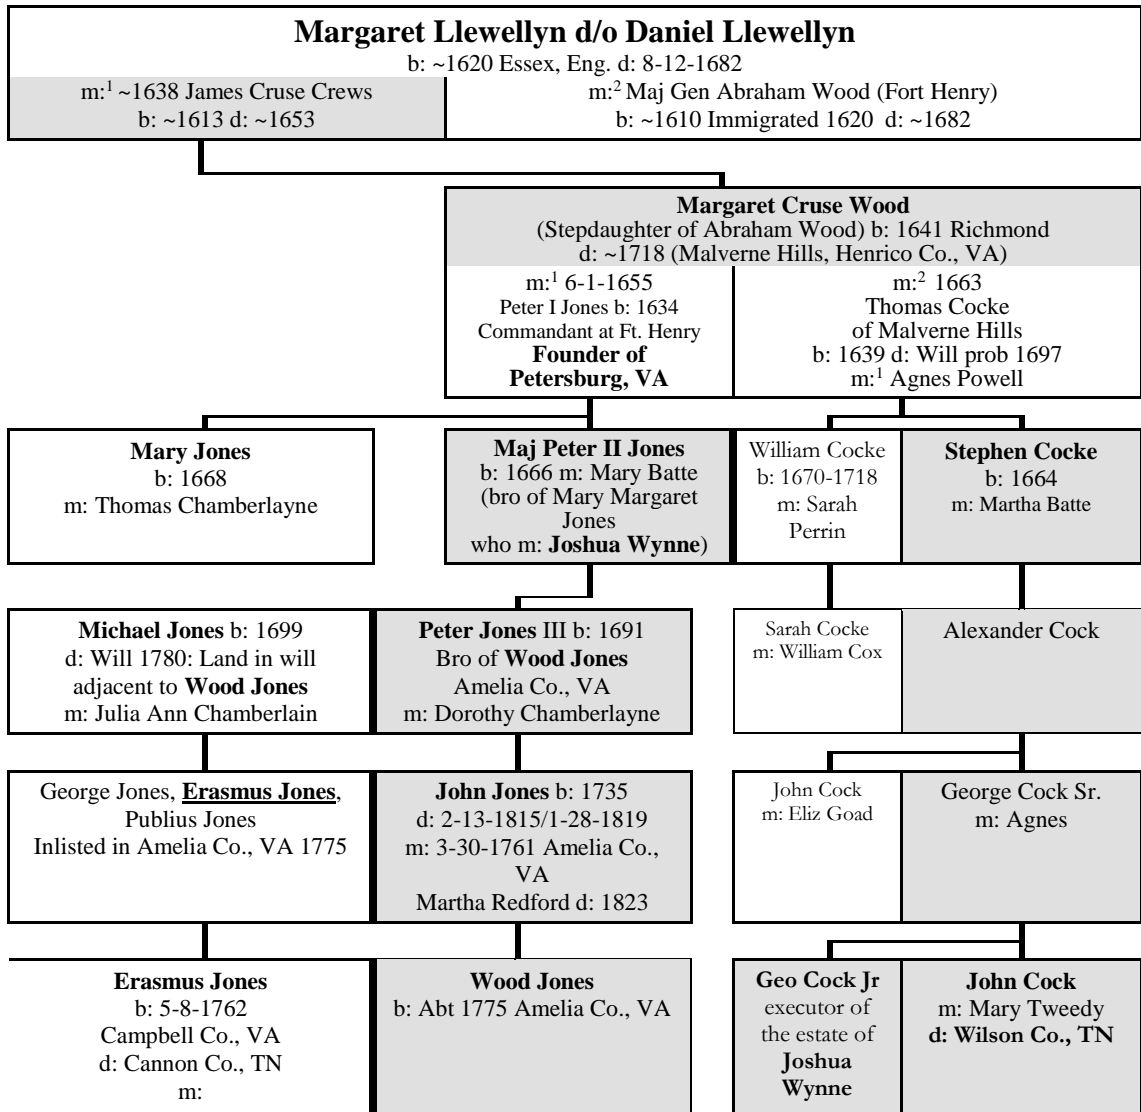 Margaret Llewellyn d/o Daniel Llewellyn
b: ~1620 Essex, Eng. d: 8-12-1682
m:¹ ~1638 James Cruse Crews
b: ~1613 d: ~1653
m:² Maj Gen Abraham Wood (Fort Henry)
b: ~1610 Immigrated 1620 d: ~1682
Margaret Cruse Wood
(Stepdaughter of Abraham Wood) b: 1641 Richmond
d: ~1718 (Malverne Hills, Henrico Co., VA)
m:¹ 6-1-1655
Peter I Jones b: 1634
Commandant at Ft. Henry
Founder of
Petersburg, VA
m:² 1663
Thomas Cocke
of Malverne Hills
b: 1639 d: Will prob 1697
m:¹ Agnes Powell
Mary Jones
b: 1668
m: Thomas Chamberlayne
Maj Peter II Jones
b: 1666 m: Mary Batte
(bro of Mary Margaret
Jones
who m: Joshua Wynne)
William Cocke
b: 1670-1718
m: Sarah
Perrin
Stephen Cocke
b: 1664
m: Martha Batte
Michael Jones b: 1699
d: Will 1780: Land in will
adjacent to Wood Jones
m: Julia Ann Chamberlain
Peter Jones III b: 1691
Bro of Wood Jones
Amelia Co., VA
m: Dorothy Chamberlayne
Sarah Cocke
m: William Cox
Alexander Cock
George Jones, Erasmus Jones,
Publius Jones
Inlisted in Amelia Co., VA 1775
John Jones b: 1735
d: 2-13-1815/1-28-1819
m: 3-30-1761 Amelia Co.,
VA
Martha Redford d: 1823
John Cock
m: Eliz Goad
George Cock Sr.
m: Agnes
Erasmus Jones
b: 5-8-1762
Campbell Co., VA
d: Cannon Co., TN
m:
Wood Jones
b: Abt 1775 Amelia Co., VA
Geo Cock Jr
executor of
the estate of
Joshua
Wynne
John Cock
m: Mary Tweedy
d: Wilson Co., TN